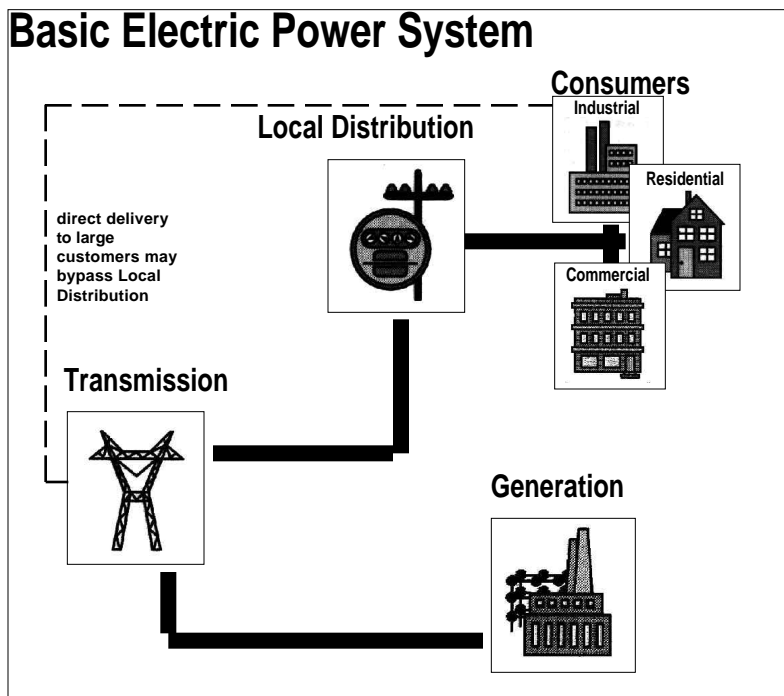 Basic Electric Power System
Consumers
Industrial
Local Distribution
Residential
direct delivery
to large
customers may
bypass Local
Distribution
Commercial
Transmission
Generation